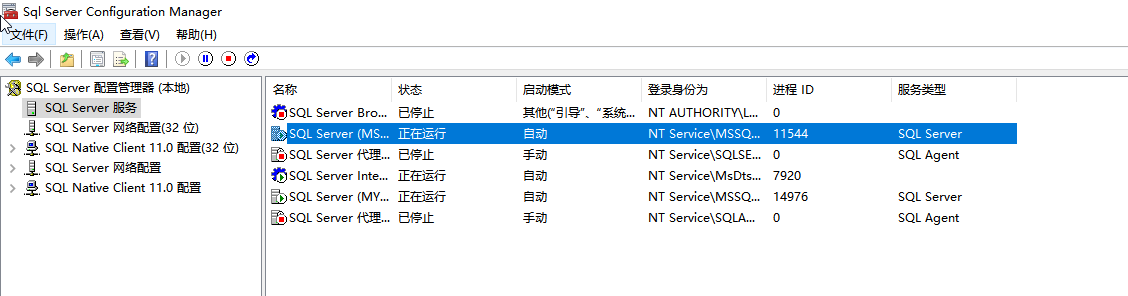 Sql Server Configuration Manager
文件(F) 操作(A) 查看(V) 帮助(H)
SQL Server 配置管理器 (本地)
SQL Server 服务
SQL Server 网络配置(32 位)
SQL Native Client 11.0 配置(32 位)
SQL Server 网络配置
SQL Native Client 11.0 配置
名称 状态 启动模式 登录身份为 进程 ID 服务类型
SQL Server Bro... 已停止 其他("引导"、"系统... NT AUTHORITY\L... 0
SQL Server (MS... 正在运行 自动 NT Service\MSSQ... 11544 SQL Server
SQL Server 代理... 已停止 手动 NT Service\SQLSE... 0 SQL Agent
SQL Server Inte... 正在运行 自动 NT Service\MsDts... 7920
SQL Server (MY... 正在运行 自动 NT Service\MSSQ... 14976 SQL Server
SQL Server 代理... 已停止 手动 NT Service\SQLA... 0 SQL Agent